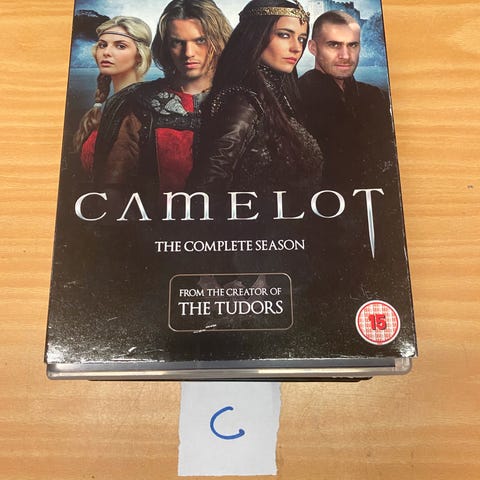 CAMELOT
THE COMPLETE SEASON
FROM THE CREATOR OF
THE TUDORS
15
C